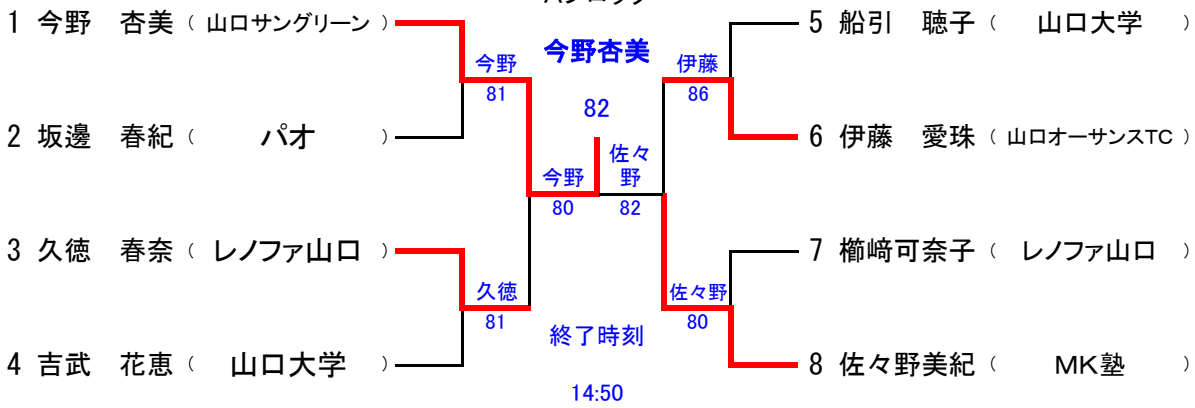 1 今野 杏美 ( 山口サングリーン )
2 坂邊 春紀 ( パオ )
3 久徳 春奈 ( レノファ山口 )
4 吉武 花恵 ( 山口大学 )
今野
81
久徳
81
今野
80
今野杏美
82
佐々
野
82
終了時刻
14:50
伊藤
86
佐々野
80
5 船引 聴子 ( 山口大学 )
6 伊藤 愛珠 ( 山口オーサンスTC )
7 櫛﨑可奈子 ( レノファ山口 )
8 佐々野美紀 ( MK塾 )